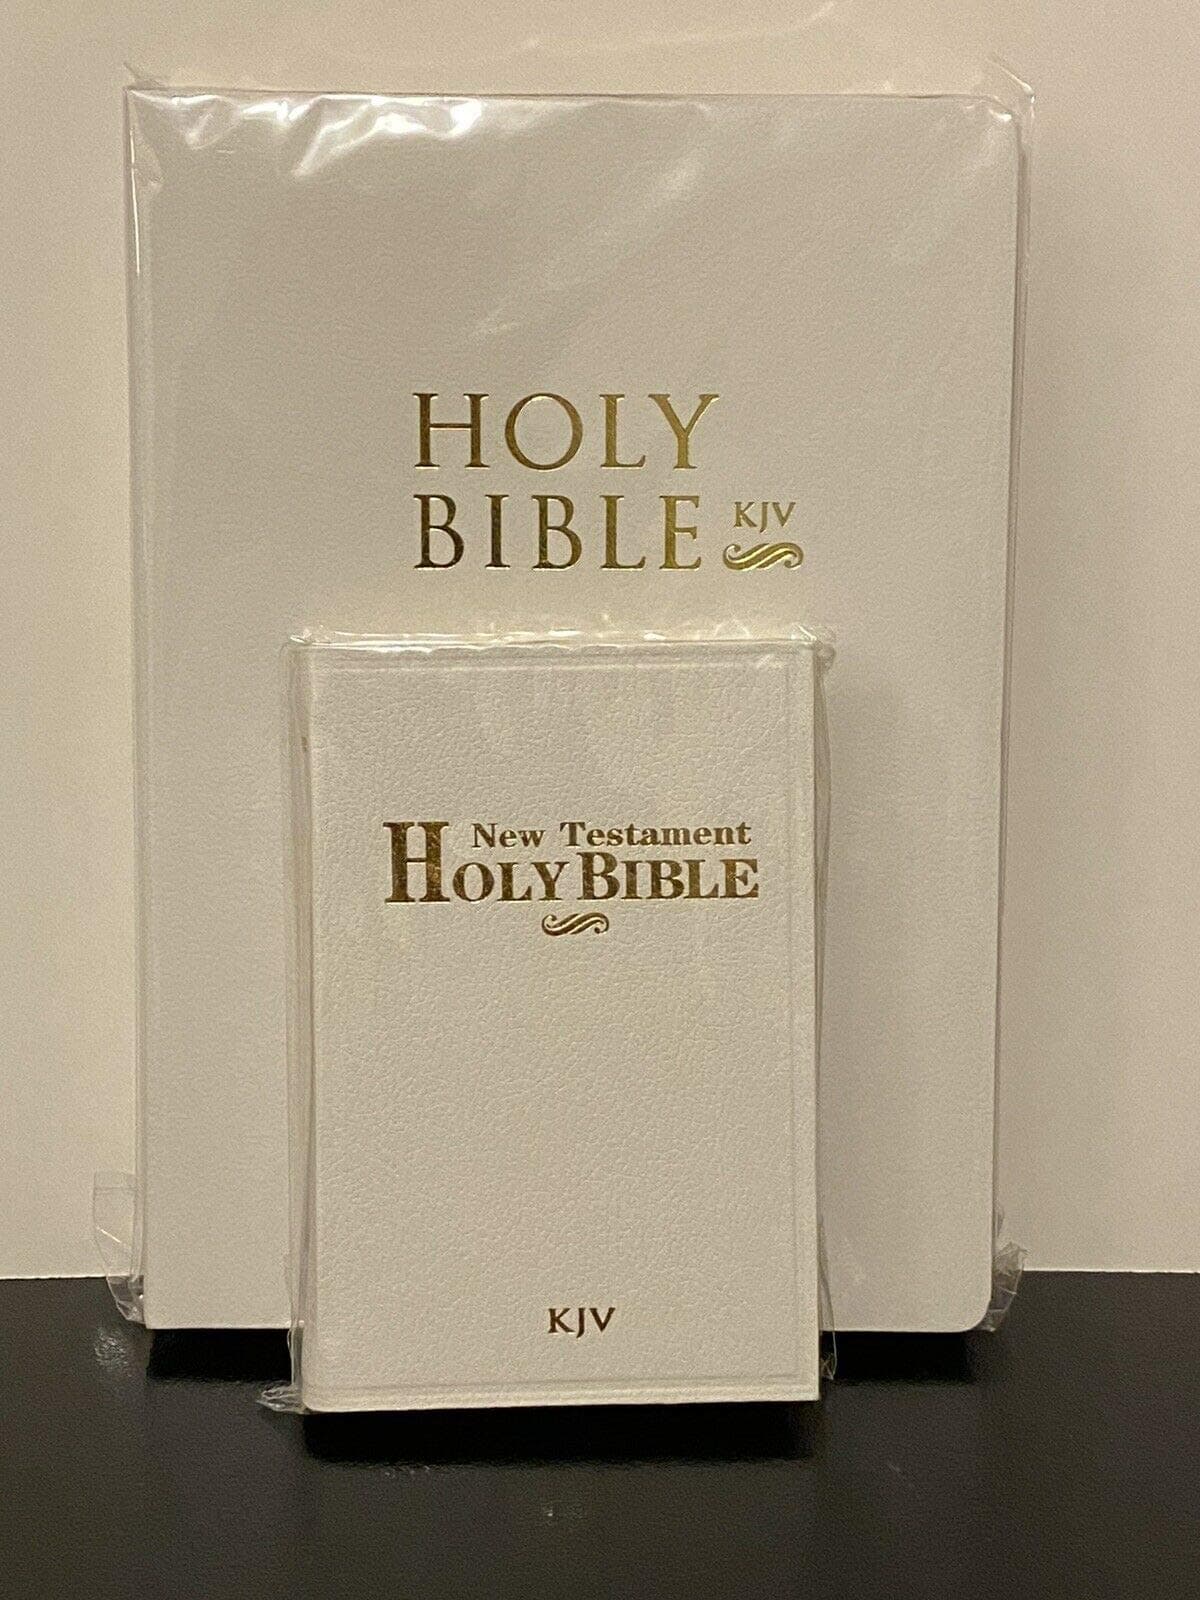 HOLY
BIBLE KJV
New Testament
HOLY BIBLE
KJV